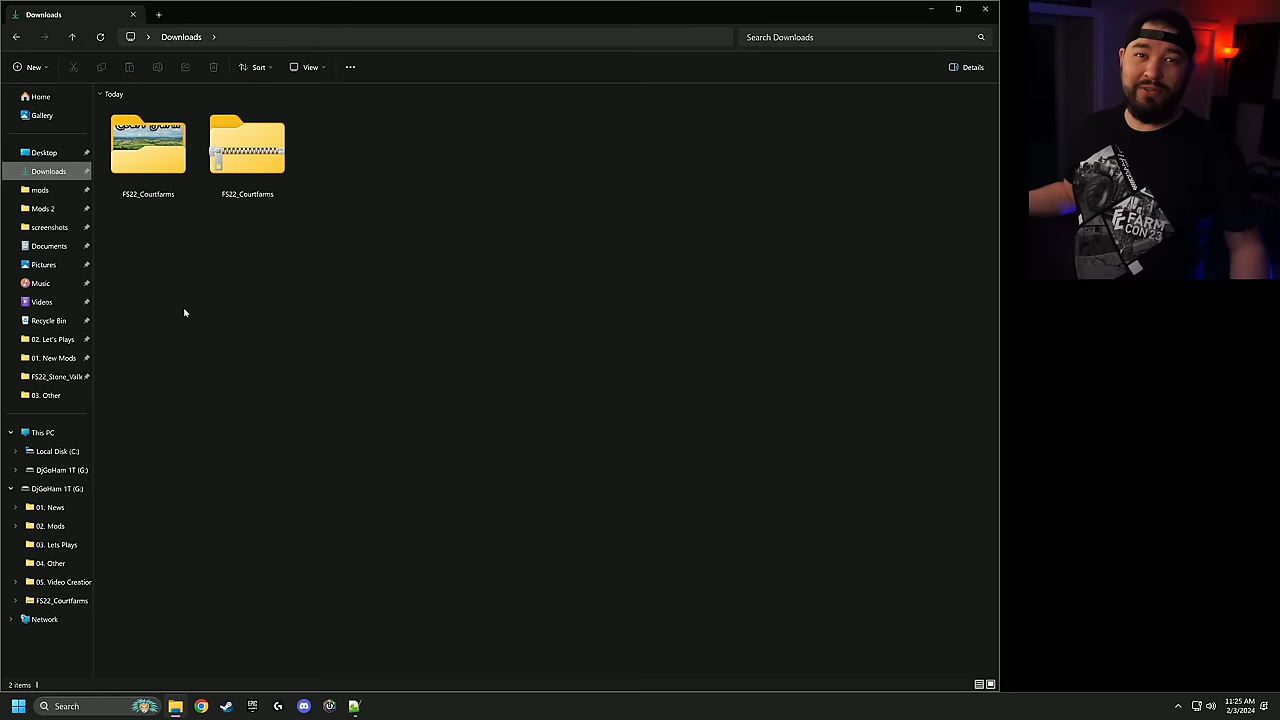 Downloads
Downloads
Search Downloads
New
Sort
View
Details
Home
Gallery
Desktop
Downloads
mods
Mods 2
screenshots
Documents
Pictures
Music
Videos
Recycle Bin
02. Let's Plays
01. New Mods
FS22_Stone_Valle
03. Other
This PC
Local Disk (C:)
DjGoHam 1T (G:)
DjGoHam 1T (G:)
01. News
02. Mods
03. Lets Plays
04. Other
05. Video Creation
FS22_Courtfarms
Network
Today
FS22_Courtfarms
FS22_Courtfarms
FARM
CON 23
2 items
Search
11:25 AM
2/3/2024